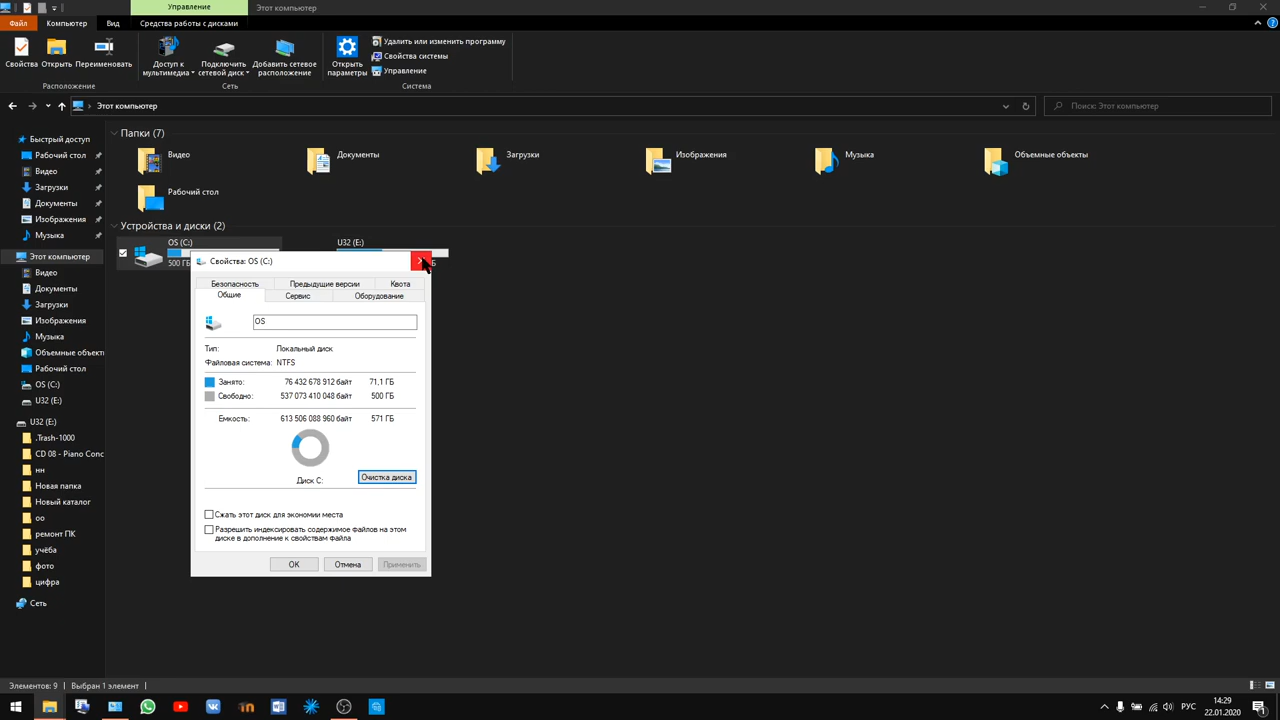 Управление
Этот компьютер
Файл
Компьютер
Вид
Средства работы с дисками
Свойства
Открыть
Переименовать
Доступ к мультимедиа
Подключить сетевой диск
Добавить сетевое расположение
Открыть параметры
Удалить или изменить программу
Свойства системы
Управление
Расположение
Сеть
Система
Этот компьютер
Поиск: Этот компьютер
Быстрый доступ
Рабочий стол
Видео
Загрузки
Документы
Изображения
Музыка
Этот компьютер
Видео
Документы
Загрузки
Изображения
Музыка
Объемные объекть
Рабочий стол
OS (C:)
U32 (E:)
U32 (E:)
.Trash-1000
CD 08 - Piano Conc
нн
Новая папка
Новый каталог
оо
ремонт ПК
учёба
фото
цифра
Сеть
Папки (7)
Видео
Документы
Загрузки
Изображения
Музыка
Объемные объекты
Рабочий стол
Устройства и диски (2)
OS (C:)
500 ГБ
U32 (E:)
Свойства: OS (C:)
Безопасность
Предыдущие версии
Квота
Общие
Сервис
Оборудование
OS
Тип: Локальный диск
Файловая система: NTFS
Занято: 76 432 678 912 байт 71,1 ГБ
Свободно: 537 073 410 048 байт 500 ГБ
Емкость: 613 506 088 960 байт 571 ГБ
Диск C:
Очистка диска
Сжать этот диск для экономии места
Разрешить индексировать содержимое файлов на этом
диске в дополнение к свойствам файла
OK
Отмена
Применить
Элементов: 9
Выбран 1 элемент
РУС
14:29
22.01.2020